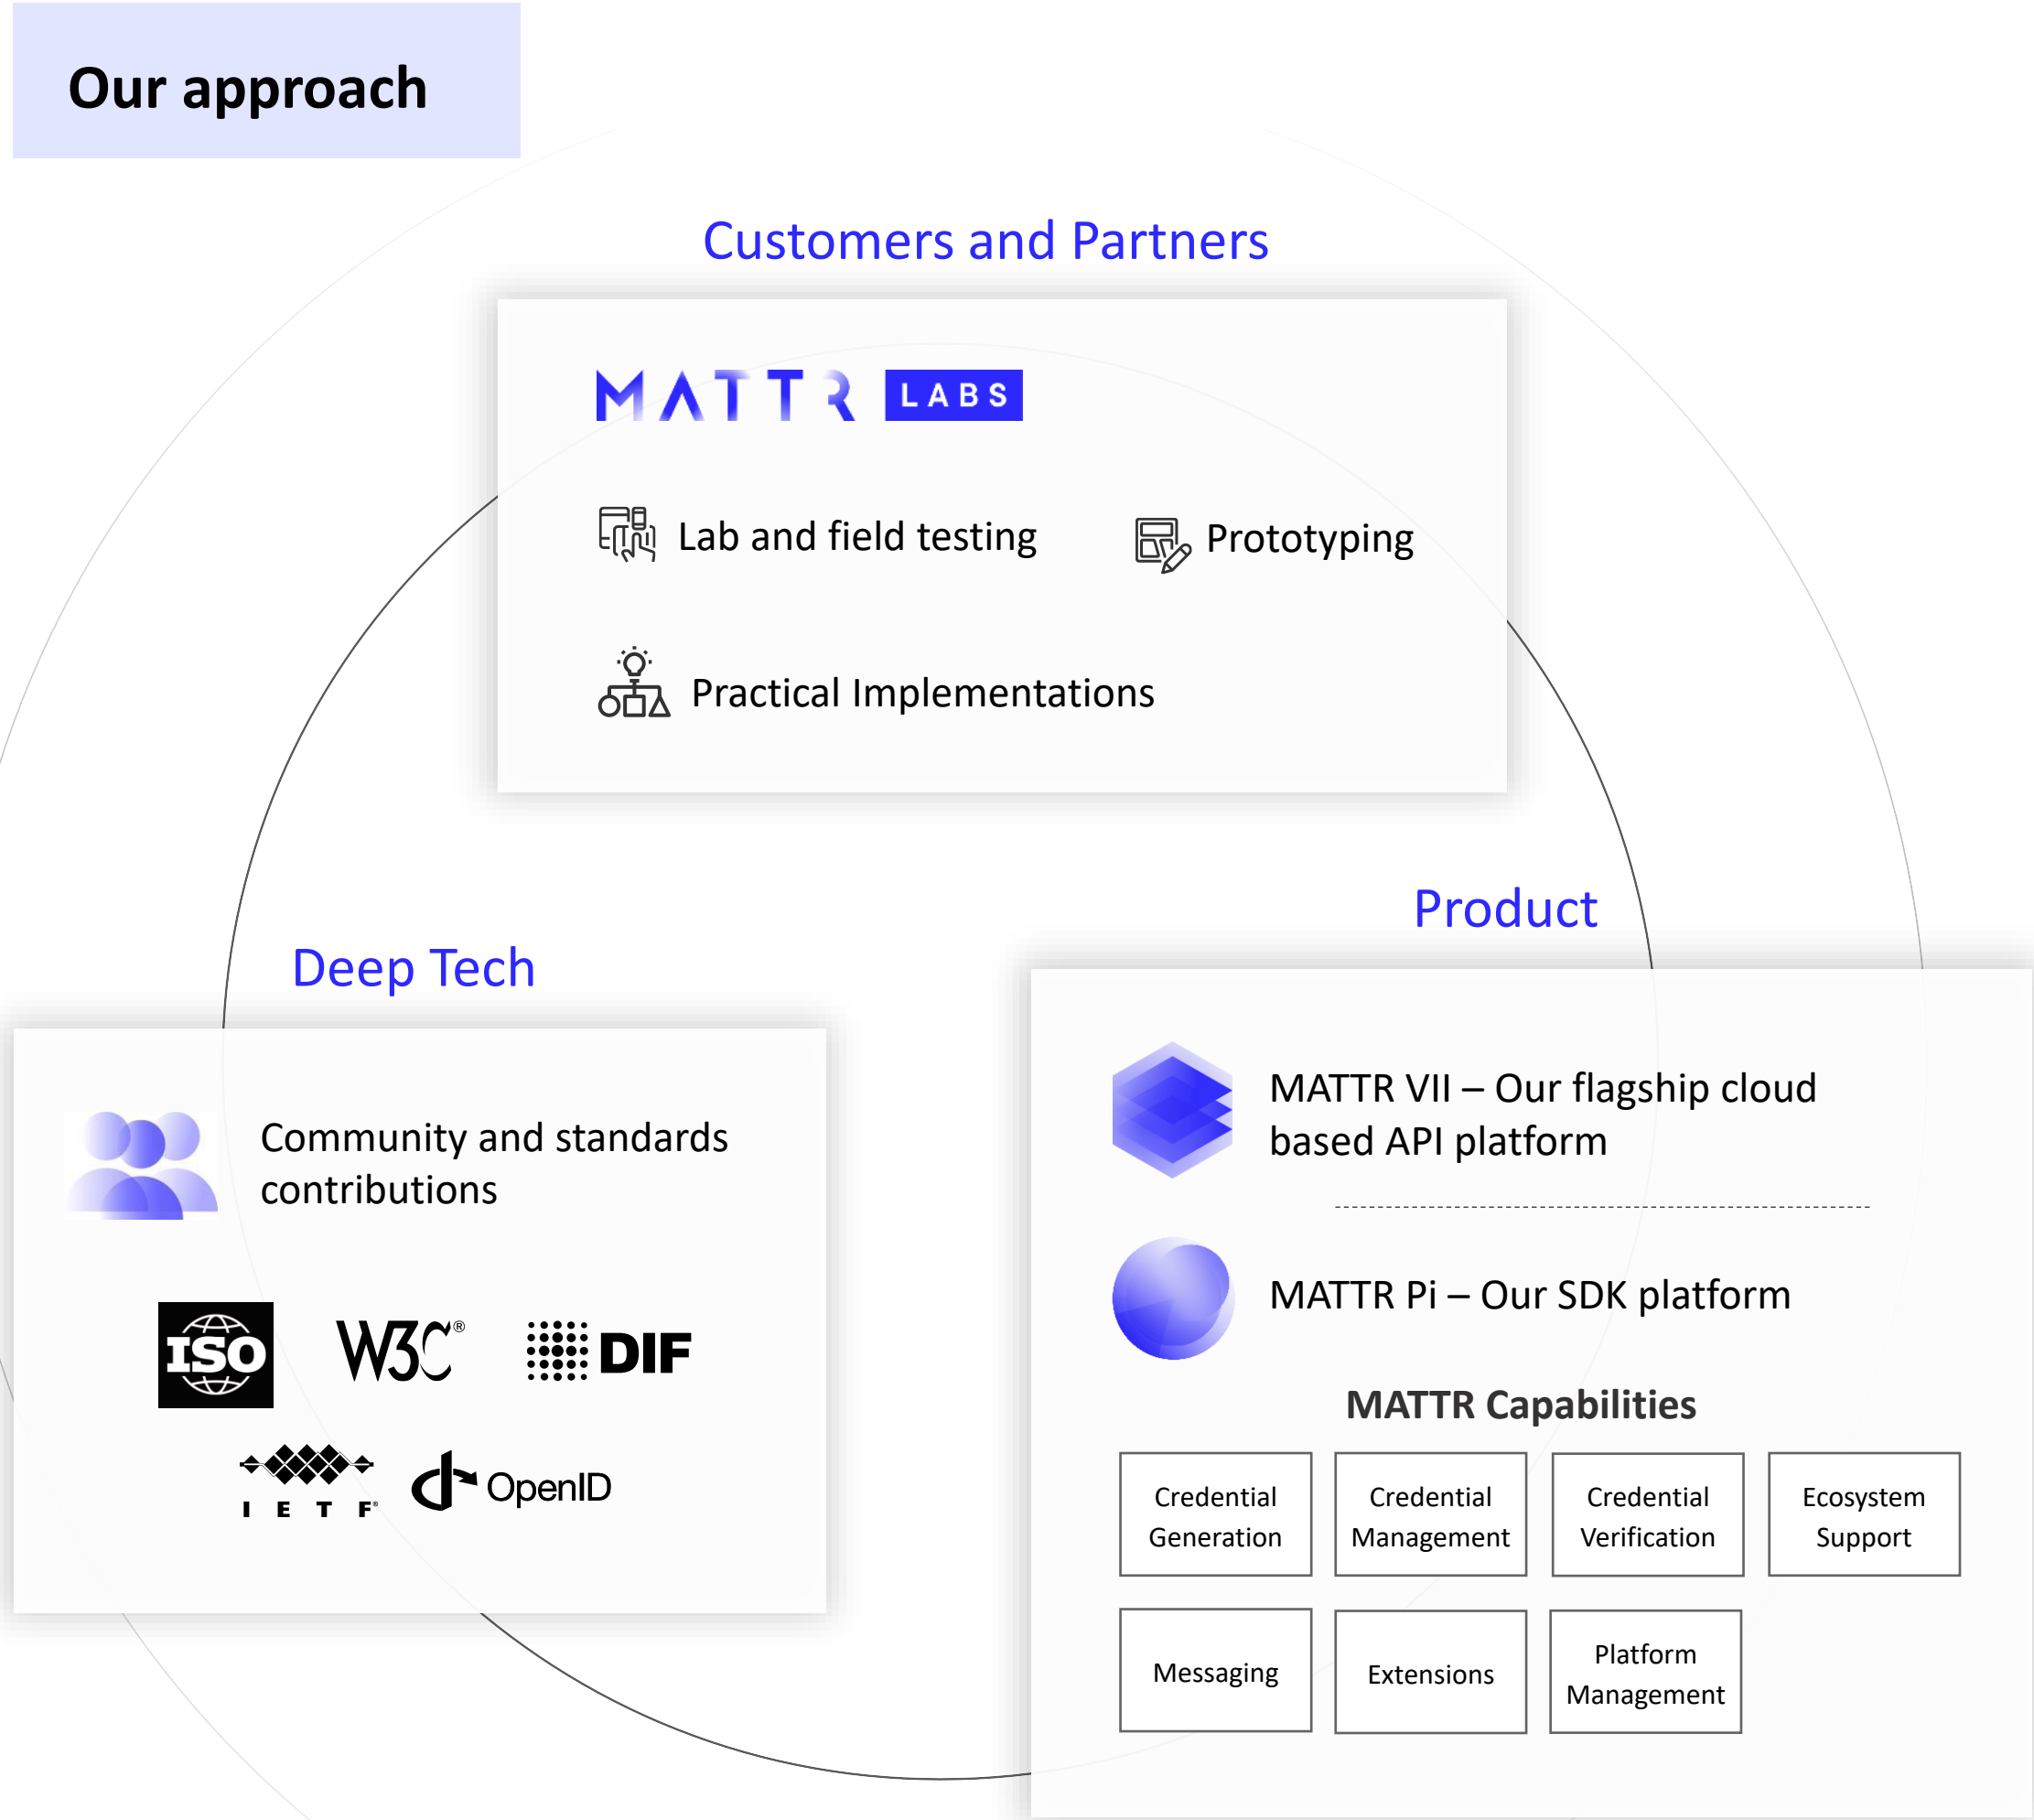 Our approach
Customers and Partners
MATTR LABS
Lab and field testing
Prototyping
Practical Implementations
Deep Tech
Community and standards
contributions
ISO
W3C®
DIF
IETF®
OpenID
Product
MATTR VII – Our flagship cloud
based API platform
MATTR Pi – Our SDK platform
MATTR Capabilities
Credential
Generation
Credential
Management
Credential
Verification
Ecosystem
Support
Messaging
Extensions
Platform
Management